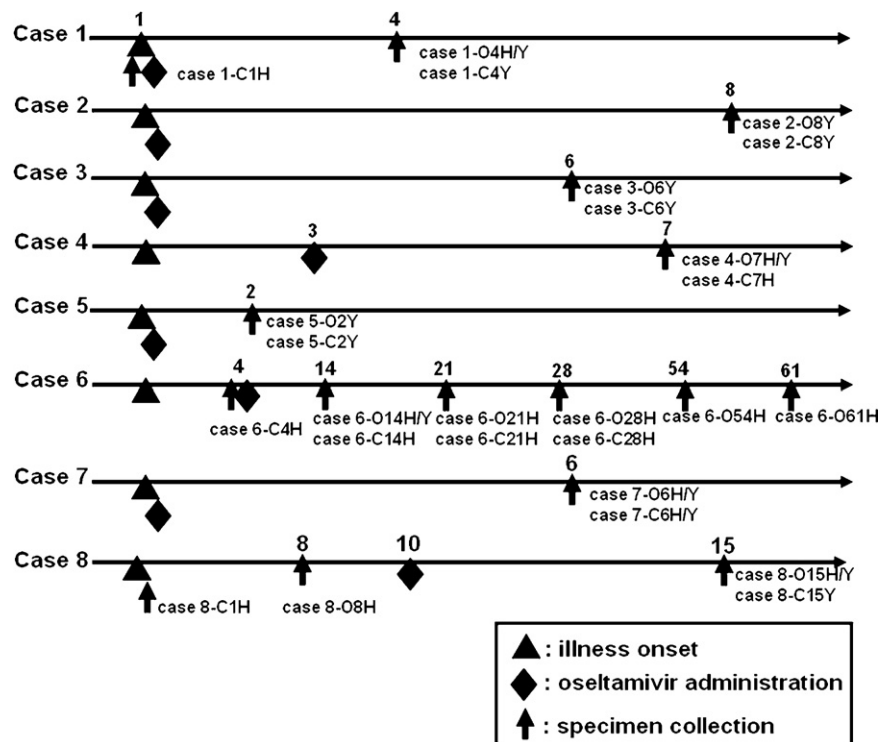 1 4
Case 1
case 1-C1H case 1-O4H/Y
case 1-C4Y
8
Case 2
case 2-O8Y
case 2-C8Y
6
Case 3
case 3-O6Y
case 3-C6Y
3 7
Case 4
case 4-O7H/Y
case 4-C7H
2
Case 5
case 5-O2Y
case 5-C2Y
4 14 21 28 54 61
Case 6
case 6-C4H case 6-O14H/Y case 6-O21H case 6-O28H case 6-O54H case 6-O61H
case 6-C14H case 6-C21H case 6-C28H
6
Case 7
case 7-O6H/Y
case 7-C6H/Y
8 10 15
Case 8
case 8-C1H case 8-O8H case 8-O15H/Y
case 8-C15Y
: illness onset
: oseltamivir administration
: specimen collection